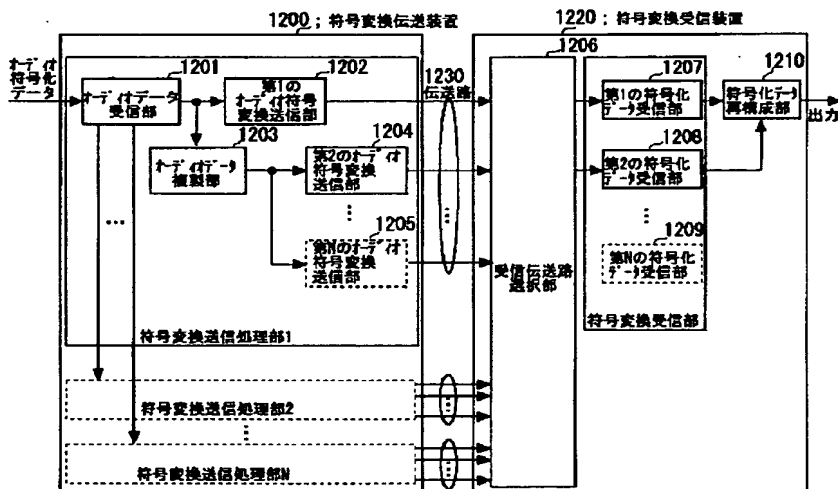 1200 ; 符号変換伝送装置
1220 ; 符号変換受信装置
オーディオ
符号化
データ
1201
オーディオデータ
受信部
1202
第1の
オーディオ符号
変換送信部
1203
オーディオデータ
複製部
1204
第2のオーディオ
符号変換
送信部
⋮
1205
第Nのオーディオ
符号変換
送信部
…
符号変換送信処理部1
符号変換送信処理部2
⋮
符号変換送信処理部N
1230
伝送路
1206
受信伝送路
選択部
1207
第1の符号化
データ受信部
1208
第2の符号化
データ受信部
⋮
1209
第Nの符号化
データ受信部
符号変換受信部
1210
符号化データ
再構成部
出力